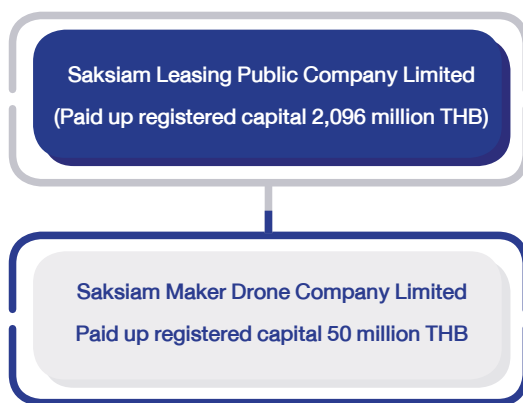 Saksiam Leasing Public Company Limited
(Paid up registered capital 2,096 million THB)
Saksiam Maker Drone Company Limited
Paid up registered capital 50 million THB